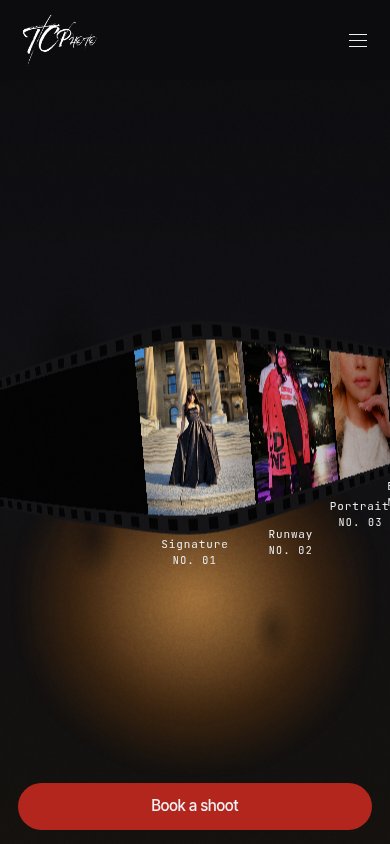 TCPHOTO
Book a shoot
Signature
NO. 01
Runway
NO. 02
Portrait
NO. 03